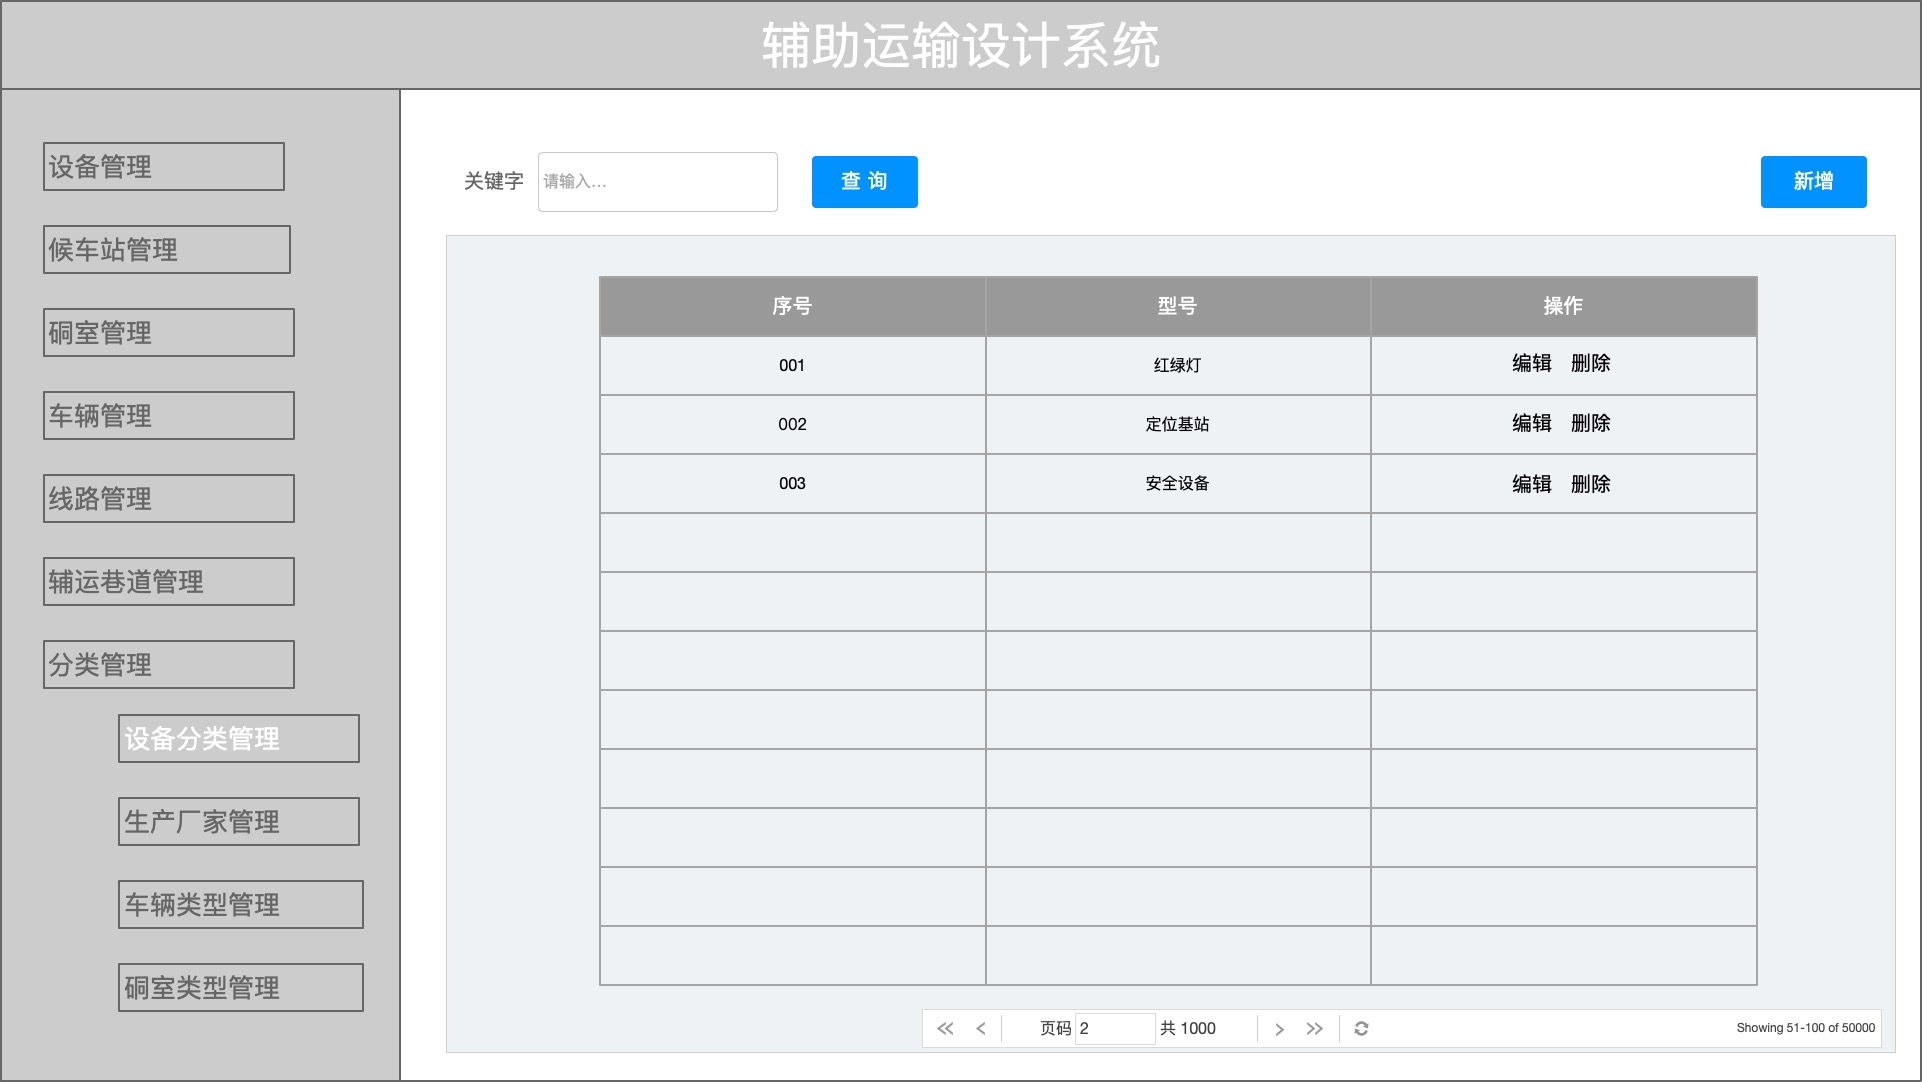 辅助运输设计系统
设备管理
候车站管理
硐室管理
车辆管理
线路管理
辅运巷道管理
分类管理
设备分类管理
生产厂家管理
车辆类型管理
硐室类型管理
关键字 请输入... 查 询 新增
序号 型号 操作
001 红绿灯 编辑 删除
002 定位基站 编辑 删除
003 安全设备 编辑 删除
页码 2 共 1000 Showing 51-100 of 50000